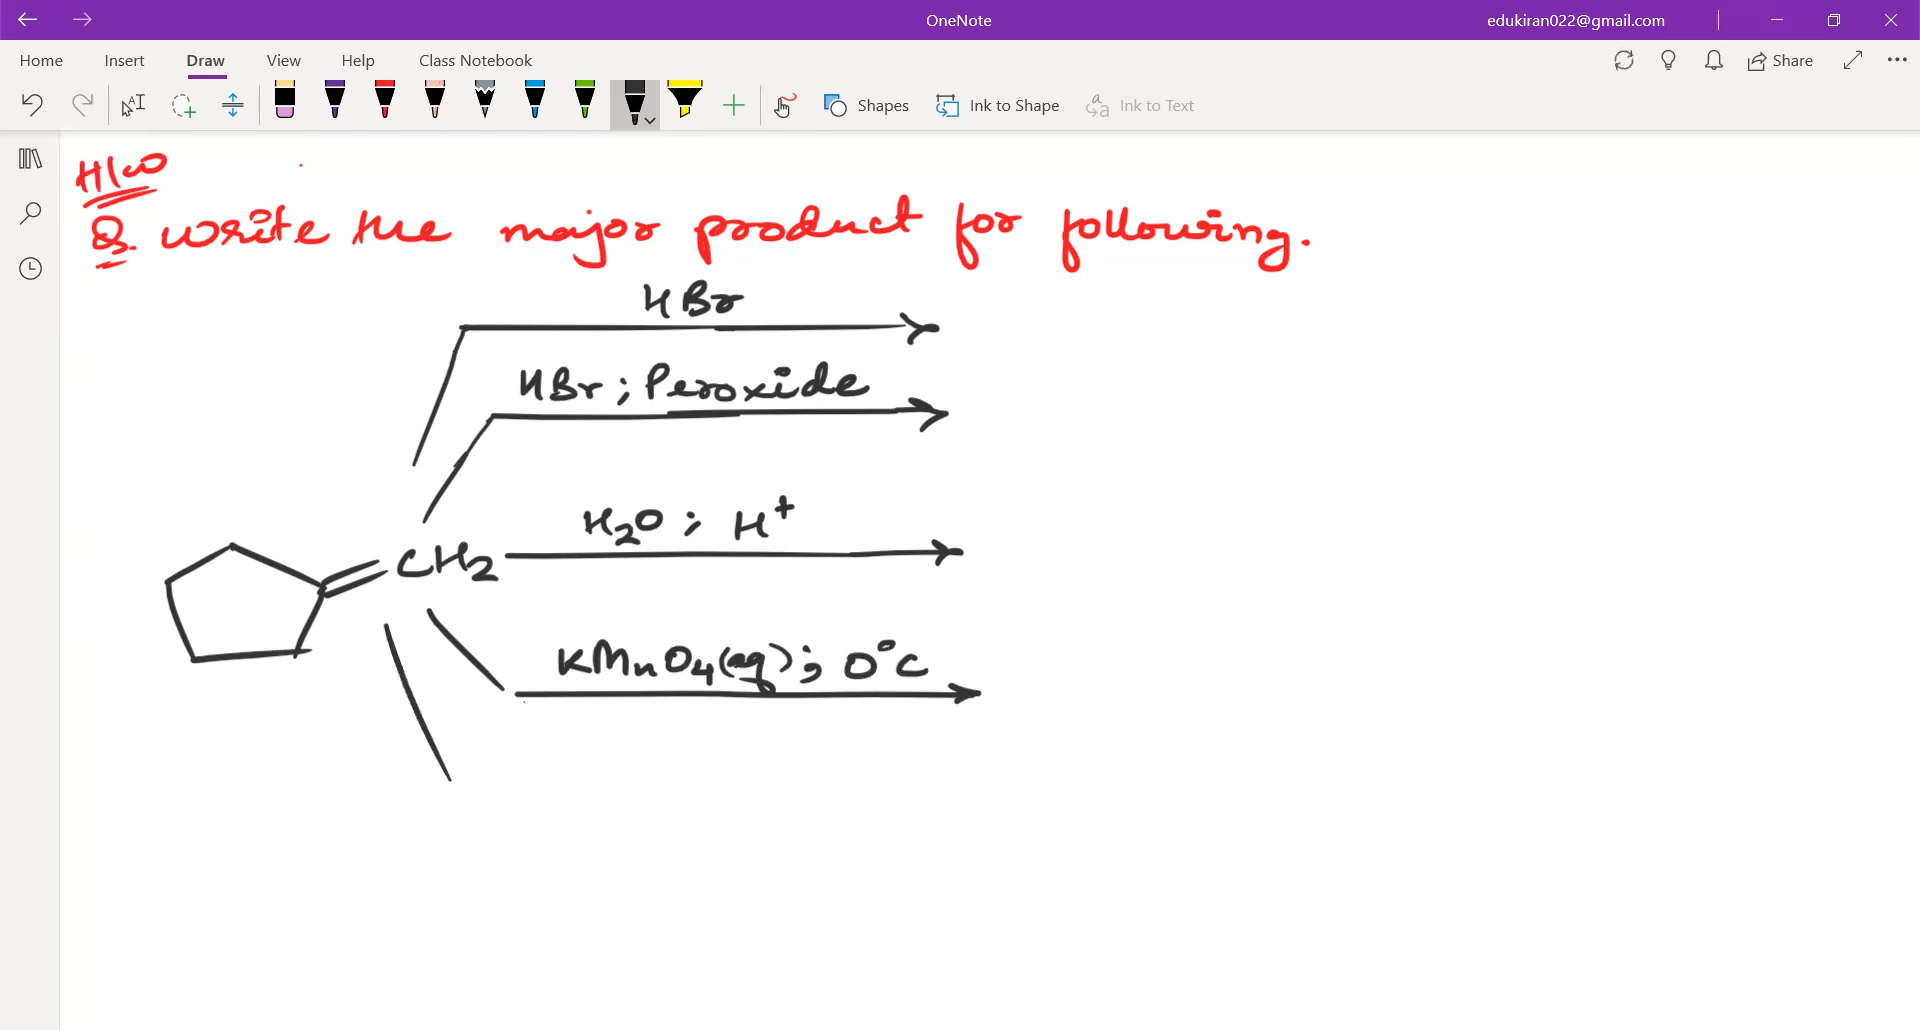 OneNote
edukiran022@gmail.com
Home Insert Draw View Help Class Notebook
Share
Shapes Ink to Shape Ink to Text
H/W
Q. write the major product for following.
HBr
HBr ; Peroxide
H2O ; H+
CH2
KMnO4(aq) ; 0°C